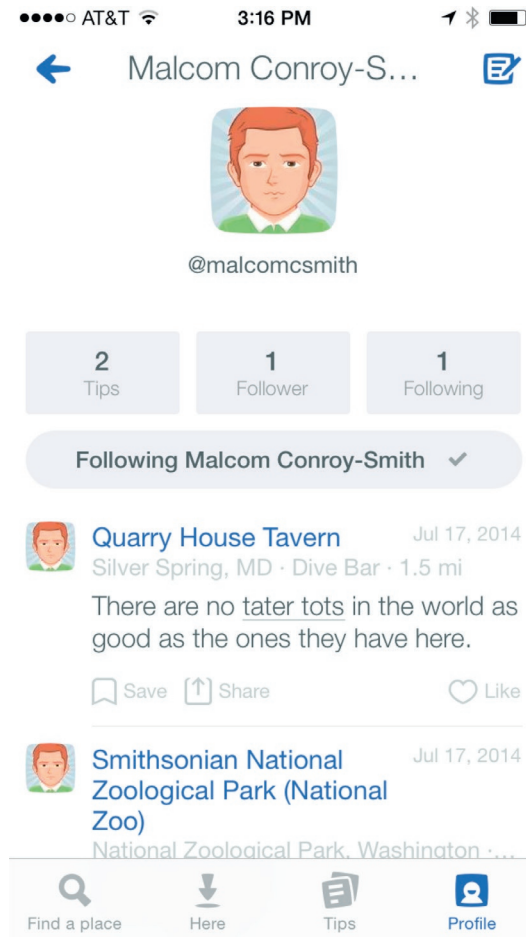 AT&T 3:16 PM
Malcom Conroy-S...
@malcomcsmith
2 1 1
Tips Follower Following
Following Malcom Conroy-Smith
Quarry House Tavern Jul 17, 2014
Silver Spring, MD · Dive Bar · 1.5 mi
There are no tater tots in the world as
good as the ones they have here.
Save Share Like
Smithsonian National Jul 17, 2014
Zoological Park (National
Zoo)
National Zoological Park, Washington ·...
Find a place Here Tips Profile